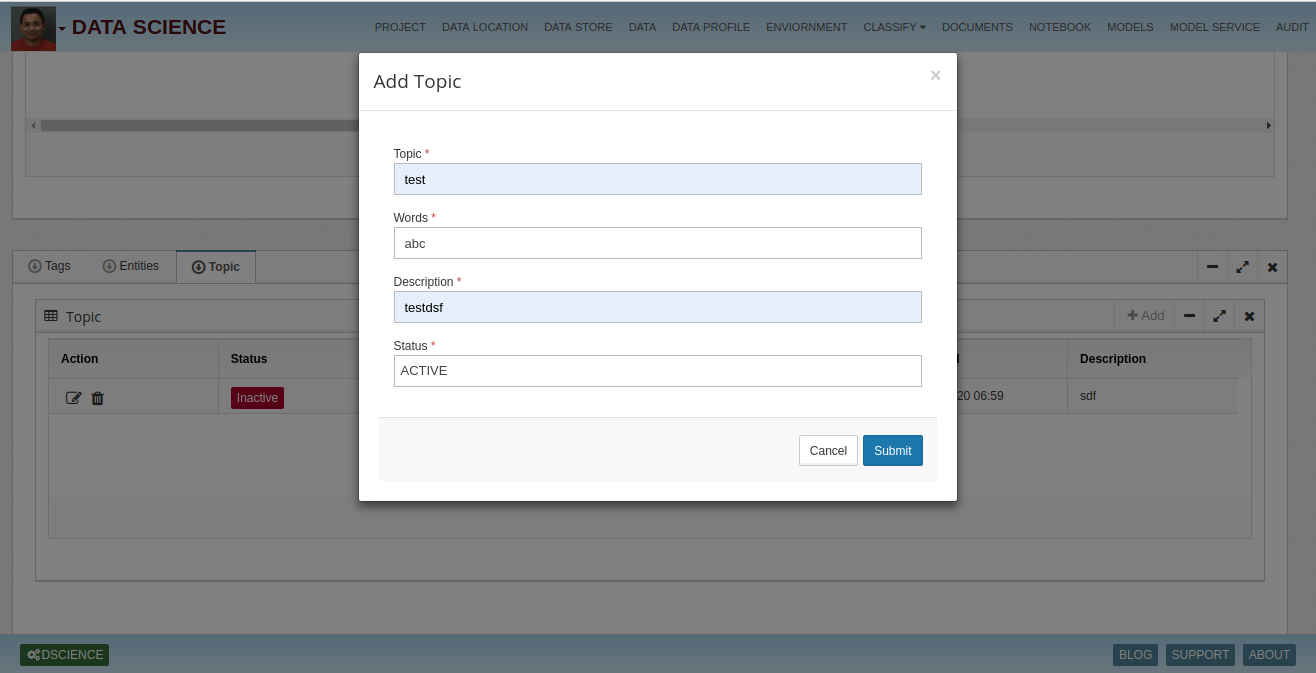 DATA SCIENCE
PROJECT DATA LOCATION DATA STORE DATA DATA PROFILE ENVIORNMENT CLASSIFY DOCUMENTS NOTEBOOK MODELS MODEL SERVICE AUDIT
Add Topic ×
Topic *
test
Words *
abc
Description *
testdsf
Status *
ACTIVE
Cancel Submit
Tags Entities Topic
Topic + Add
Action Status Description
Inactive 20 06:59 sdf
DSCIENCE BLOG SUPPORT ABOUT